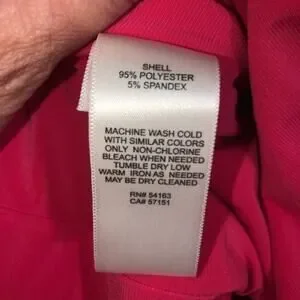 SHELL
95% POLYESTER
5% SPANDEX
MACHINE WASH COLD
WITH SIMILAR COLORS
ONLY NON-CHLORINE
BLEACH WHEN NEEDED
TUMBLE DRY LOW
WARM IRON AS NEEDED
MAY BE DRY CLEANED
RN# 54163
CA# 57151